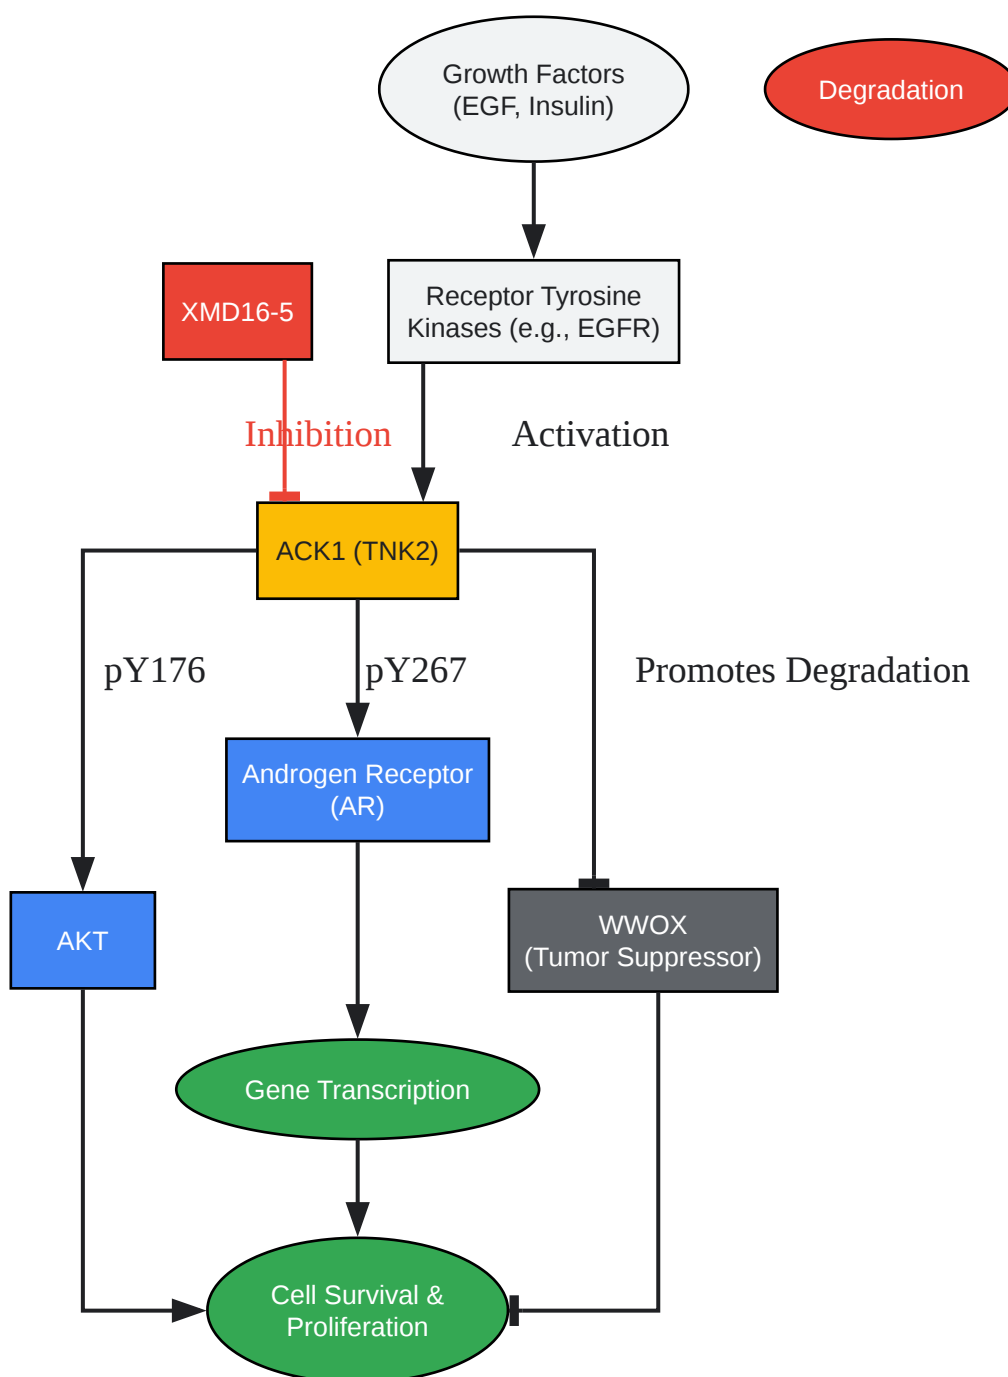 Growth Factors
(EGF, Insulin)
Degradation
XMD16-5
Receptor Tyrosine
Kinases (e.g., EGFR)
Inhibition
Activation
ACK1 (TNK2)
pY176
pY267
Promotes Degradation
Androgen Receptor
(AR)
AKT
WWOX
(Tumor Suppressor)
Gene Transcription
Cell Survival &
Proliferation